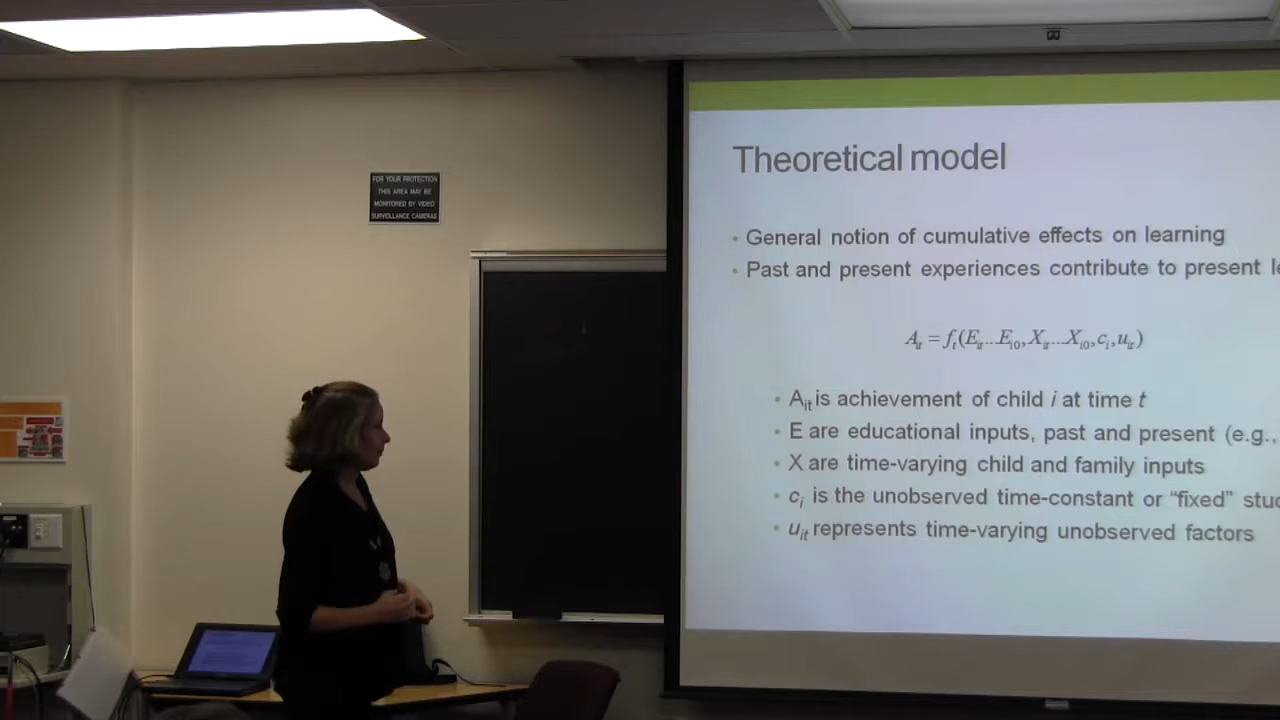 FOR YOUR PROTECTION
THIS AREA MAY BE
MONITORED BY VIDEO
SURVEILLANCE CAMERAS
Theoretical model
• General notion of cumulative effects on learning
• Past and present experiences contribute to present le
A_it = f_t(E_it...E_i0, X_it...X_i0, c_i, u_it)
• A_it is achievement of child i at time t
• E are educational inputs, past and present (e.g.,
• X are time-varying child and family inputs
• c_i is the unobserved time-constant or “fixed” stud
• u_it represents time-varying unobserved factors